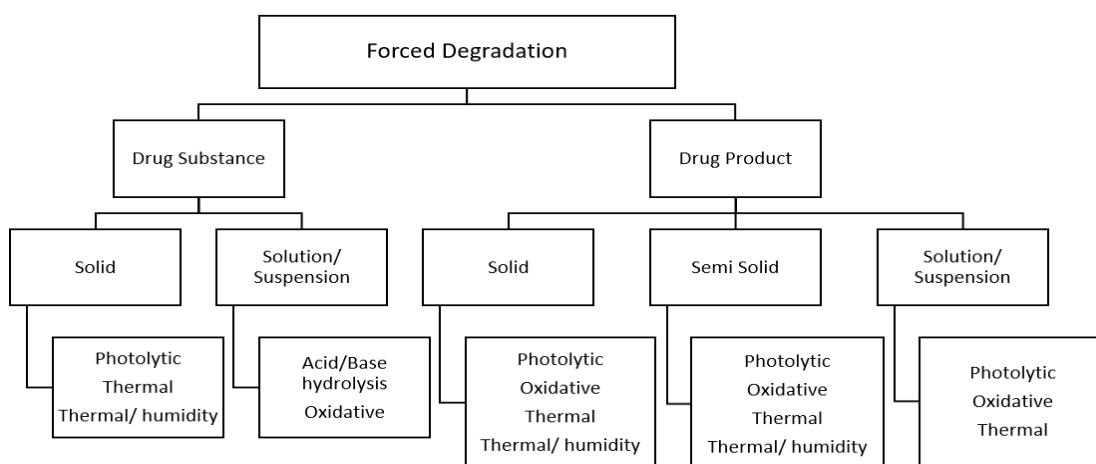 Forced Degradation
Drug Substance
Drug Product
Solid
Solution/
Suspension
Solid
Semi Solid
Solution/
Suspension
Photolytic
Thermal
Thermal/ humidity
Acid/Base
hydrolysis
Oxidative
Photolytic
Oxidative
Thermal
Thermal/ humidity
Photolytic
Oxidative
Thermal
Thermal/ humidity
Photolytic
Oxidative
Thermal